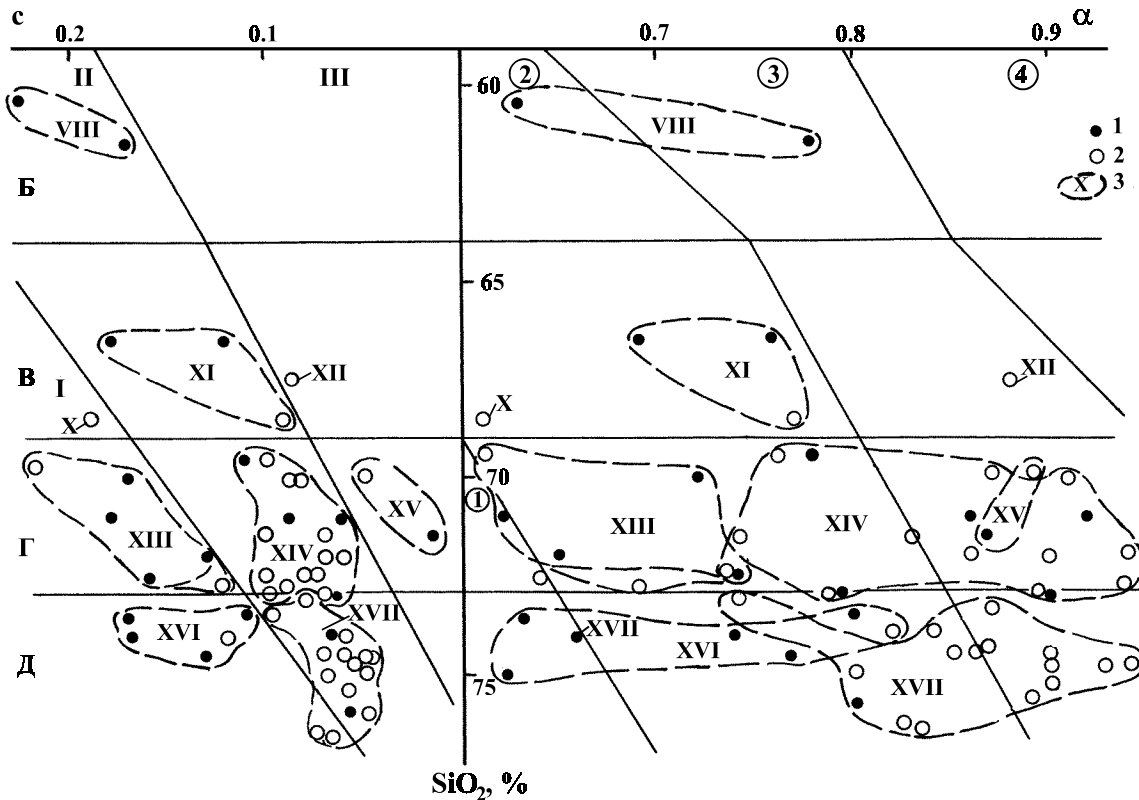 с 0.2 0.1 0.7 0.8 0.9 α
II III ② ③ ④
60
VIII VIII
1
2
X 3
Б
65
В I XI XII XI XII
X X
70
①
Г XIII XIV XV XIII XIV XV
XVII XVII
Д XVI XVI XVII
75
SiO₂, %